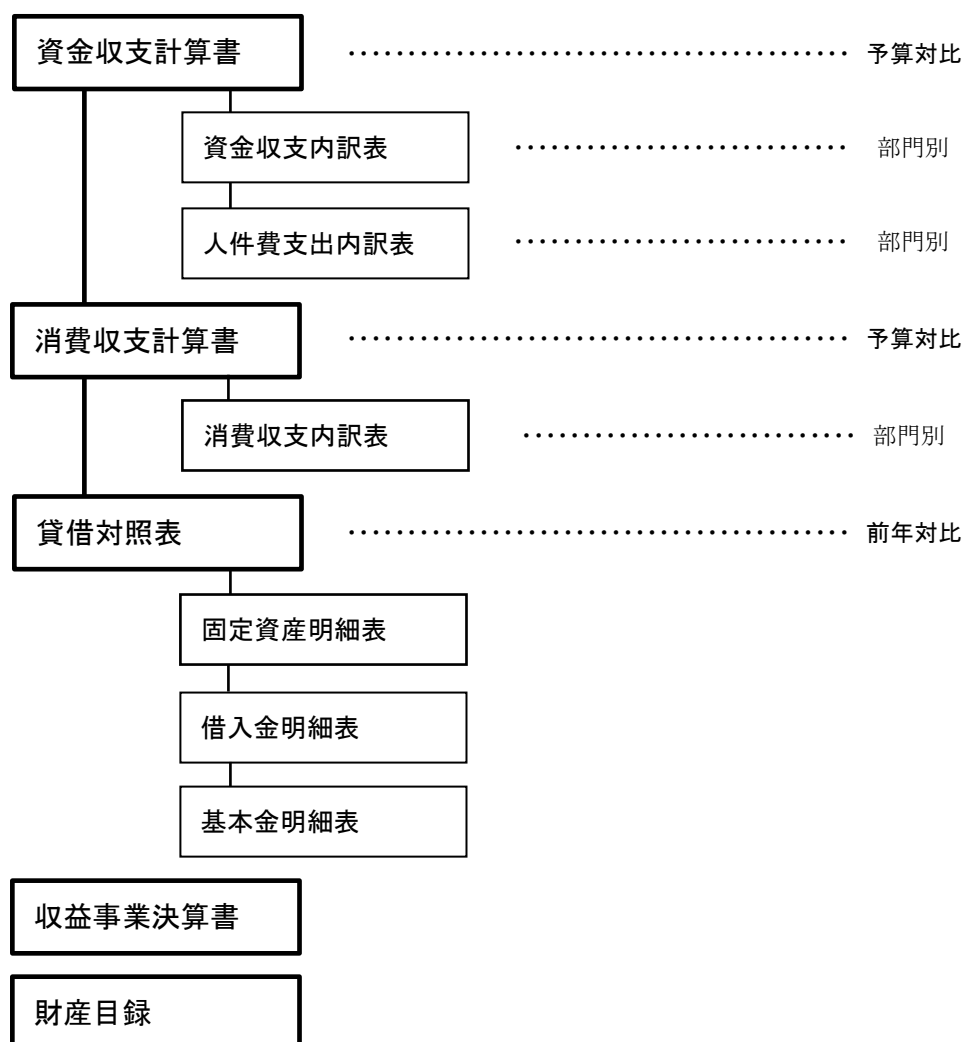 資金収支計算書 ・・・・・・・・・・・・・・・・・・・・・・・・・・・・・・・・・・・・・・・・・・ 予算対比
資金収支内訳表 ・・・・・・・・・・・・・・・・・・・・・・・・・・・・ 部門別
人件費支出内訳表 ・・・・・・・・・・・・・・・・・・・・・・・・・・・・ 部門別
消費収支計算書 ・・・・・・・・・・・・・・・・・・・・・・・・・・・・・・・・・・・・・・・・・・ 予算対比
消費収支内訳表 ・・・・・・・・・・・・・・・・・・・・・・・・・・・・ 部門別
貸借対照表 ・・・・・・・・・・・・・・・・・・・・・・・・・・・・・・・・・・・・・・・・・・ 前年対比
固定資産明細表
借入金明細表
基本金明細表
収益事業決算書
財産目録